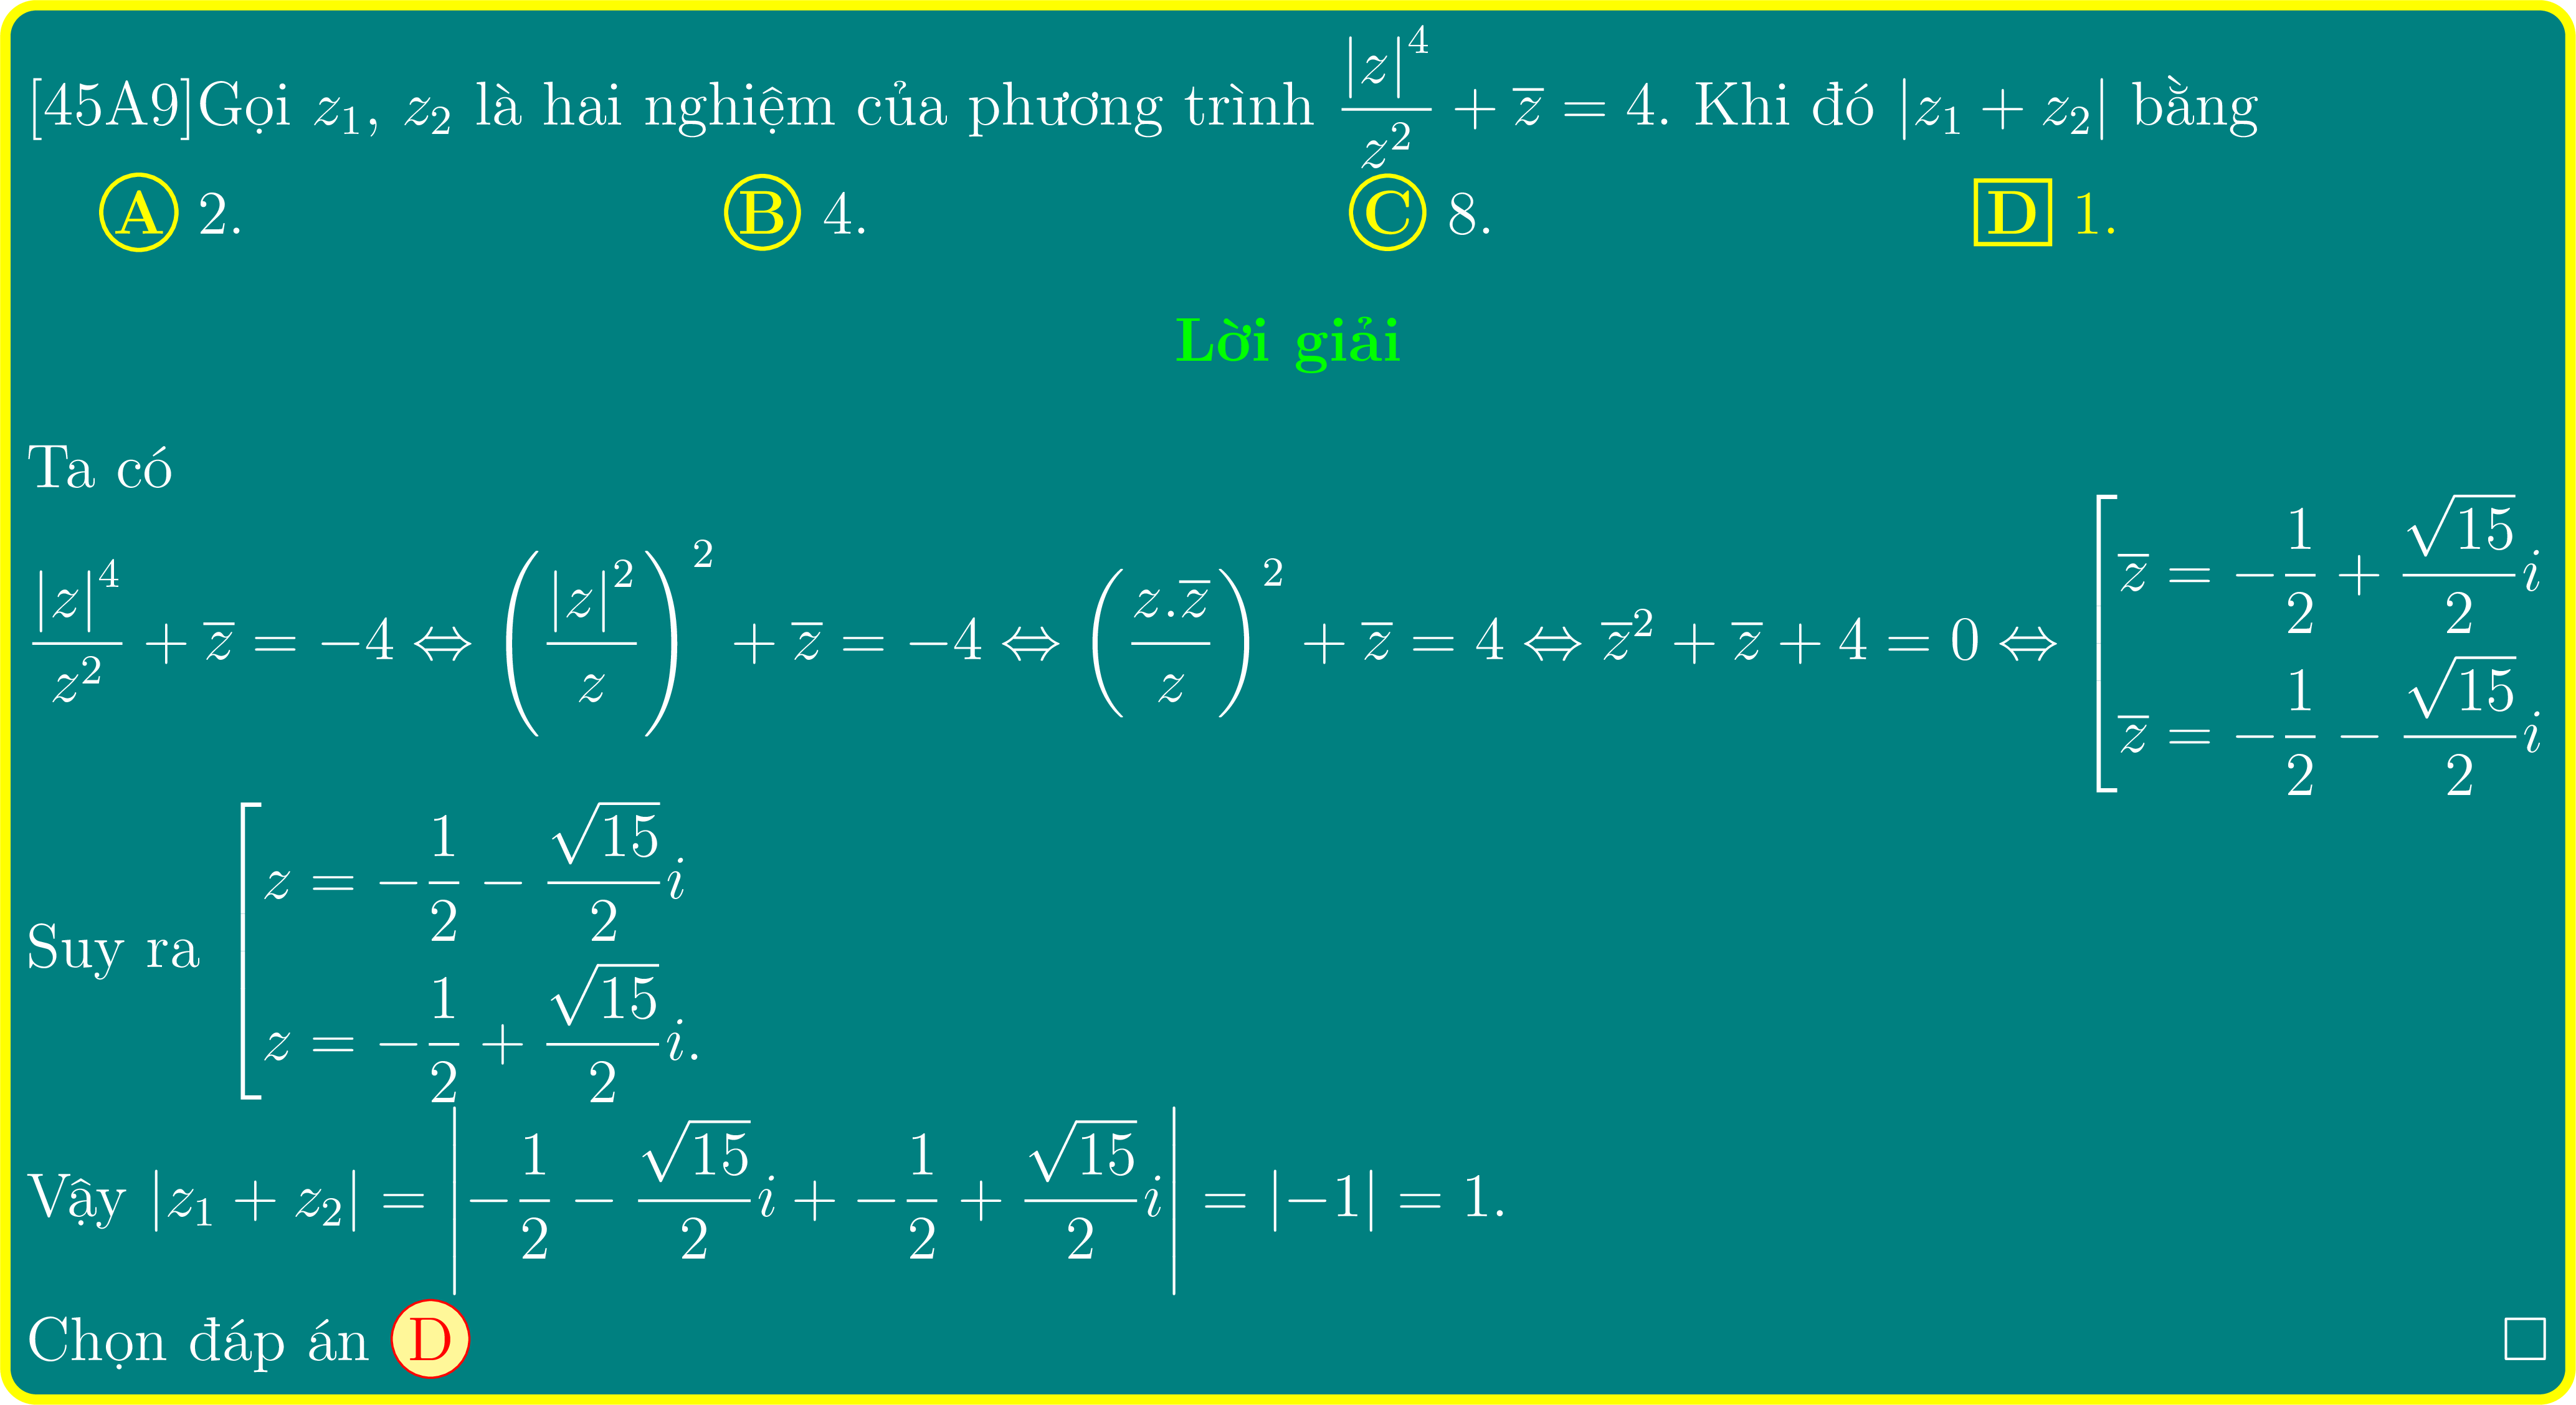 [45A9]Gọi $z_1$, $z_2$ là hai nghiệm của phương trình $\frac{|z|^4}{z^2} + \overline{z} = 4$. Khi đó $|z_1 + z_2|$ bằng
A 2. B 4. C 8. D 1.
Lời giải
Ta có
$\frac{|z|^4}{z^2} + \overline{z} = -4 \Leftrightarrow \left(\frac{|z|^2}{z}\right)^2 + \overline{z} = -4 \Leftrightarrow \left(\frac{z.\overline{z}}{z}\right)^2 + \overline{z} = 4 \Leftrightarrow \overline{z}^2 + \overline{z} + 4 = 0 \Leftrightarrow \left[\begin{array}{l} \overline{z} = -\frac{1}{2} + \frac{\sqrt{15}}{2}i \\ \overline{z} = -\frac{1}{2} - \frac{\sqrt{15}}{2}i \end{array}\right.$
Suy ra $\left[\begin{array}{l} z = -\frac{1}{2} - \frac{\sqrt{15}}{2}i \\ z = -\frac{1}{2} + \frac{\sqrt{15}}{2}i. \end{array}\right.$
Vậy $|z_1 + z_2| = \left|-\frac{1}{2} - \frac{\sqrt{15}}{2}i + -\frac{1}{2} + \frac{\sqrt{15}}{2}i\right| = |-1| = 1.$
Chọn đáp án D □